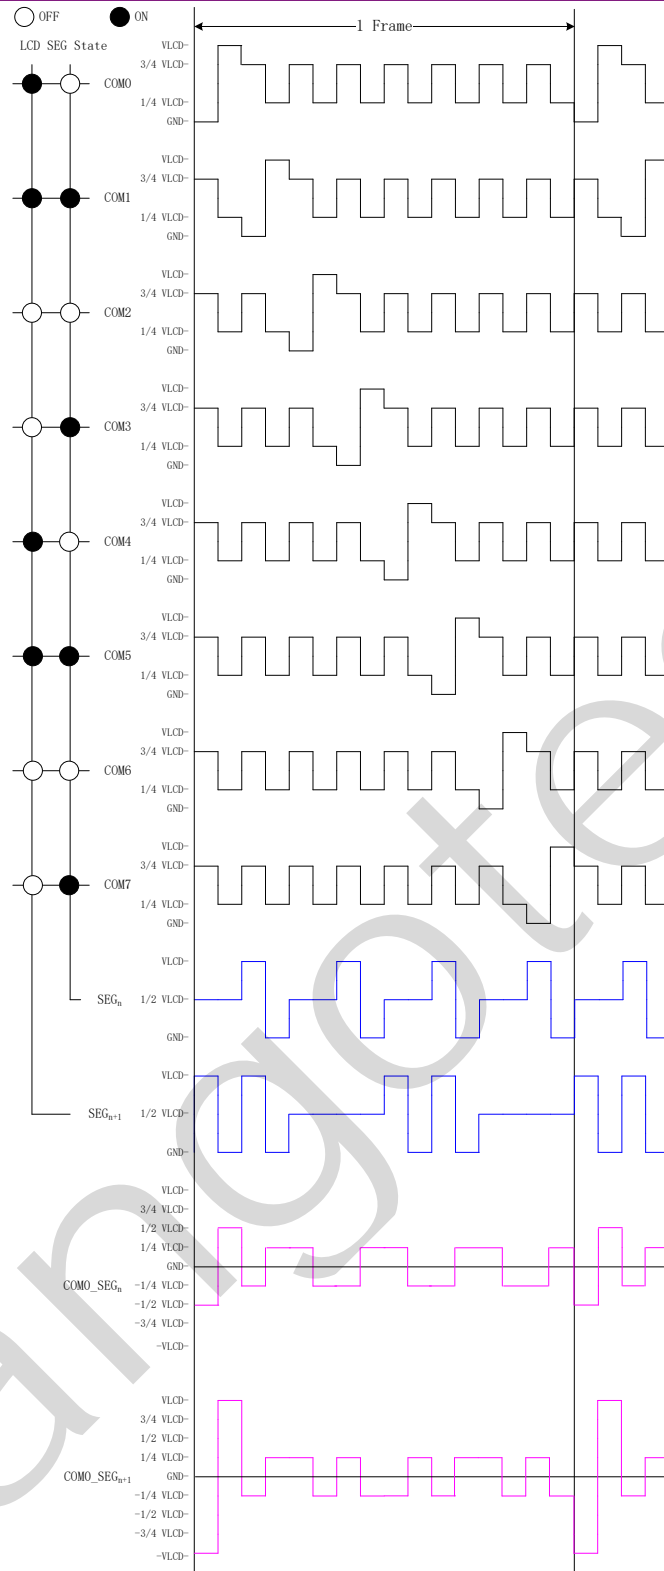 OFF ON
LCD SEG State
1 Frame
VLCD
3/4 VLCD
COM0
1/4 VLCD
GND
VLCD
3/4 VLCD
COM1
1/4 VLCD
GND
VLCD
3/4 VLCD
COM2
1/4 VLCD
GND
VLCD
3/4 VLCD
COM3
1/4 VLCD
GND
VLCD
3/4 VLCD
COM4
1/4 VLCD
GND
VLCD
3/4 VLCD
COM5
1/4 VLCD
GND
VLCD
3/4 VLCD
COM6
1/4 VLCD
GND
VLCD
3/4 VLCD
COM7
1/4 VLCD
GND
VLCD
SEGn 1/2 VLCD
GND
VLCD
SEGn+1 1/2 VLCD
GND
VLCD
3/4 VLCD
1/2 VLCD
1/4 VLCD
GND
COM0_SEGn -1/4 VLCD
-1/2 VLCD
-3/4 VLCD
-VLCD
VLCD
3/4 VLCD
1/2 VLCD
1/4 VLCD
COM0_SEGn+1 GND
-1/4 VLCD
-1/2 VLCD
-3/4 VLCD
-VLCD